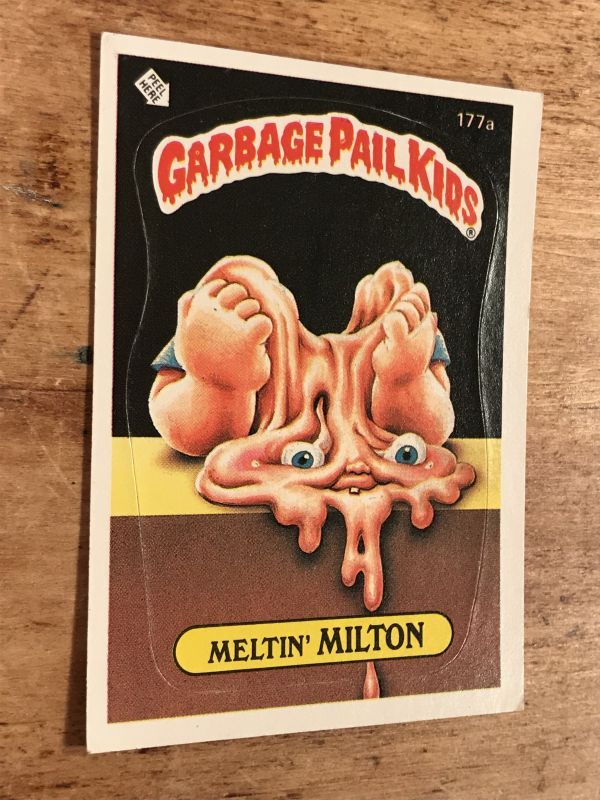 PEEL
HERE
177a
GARBAGE PAIL KIDS®
MELTIN' MILTON